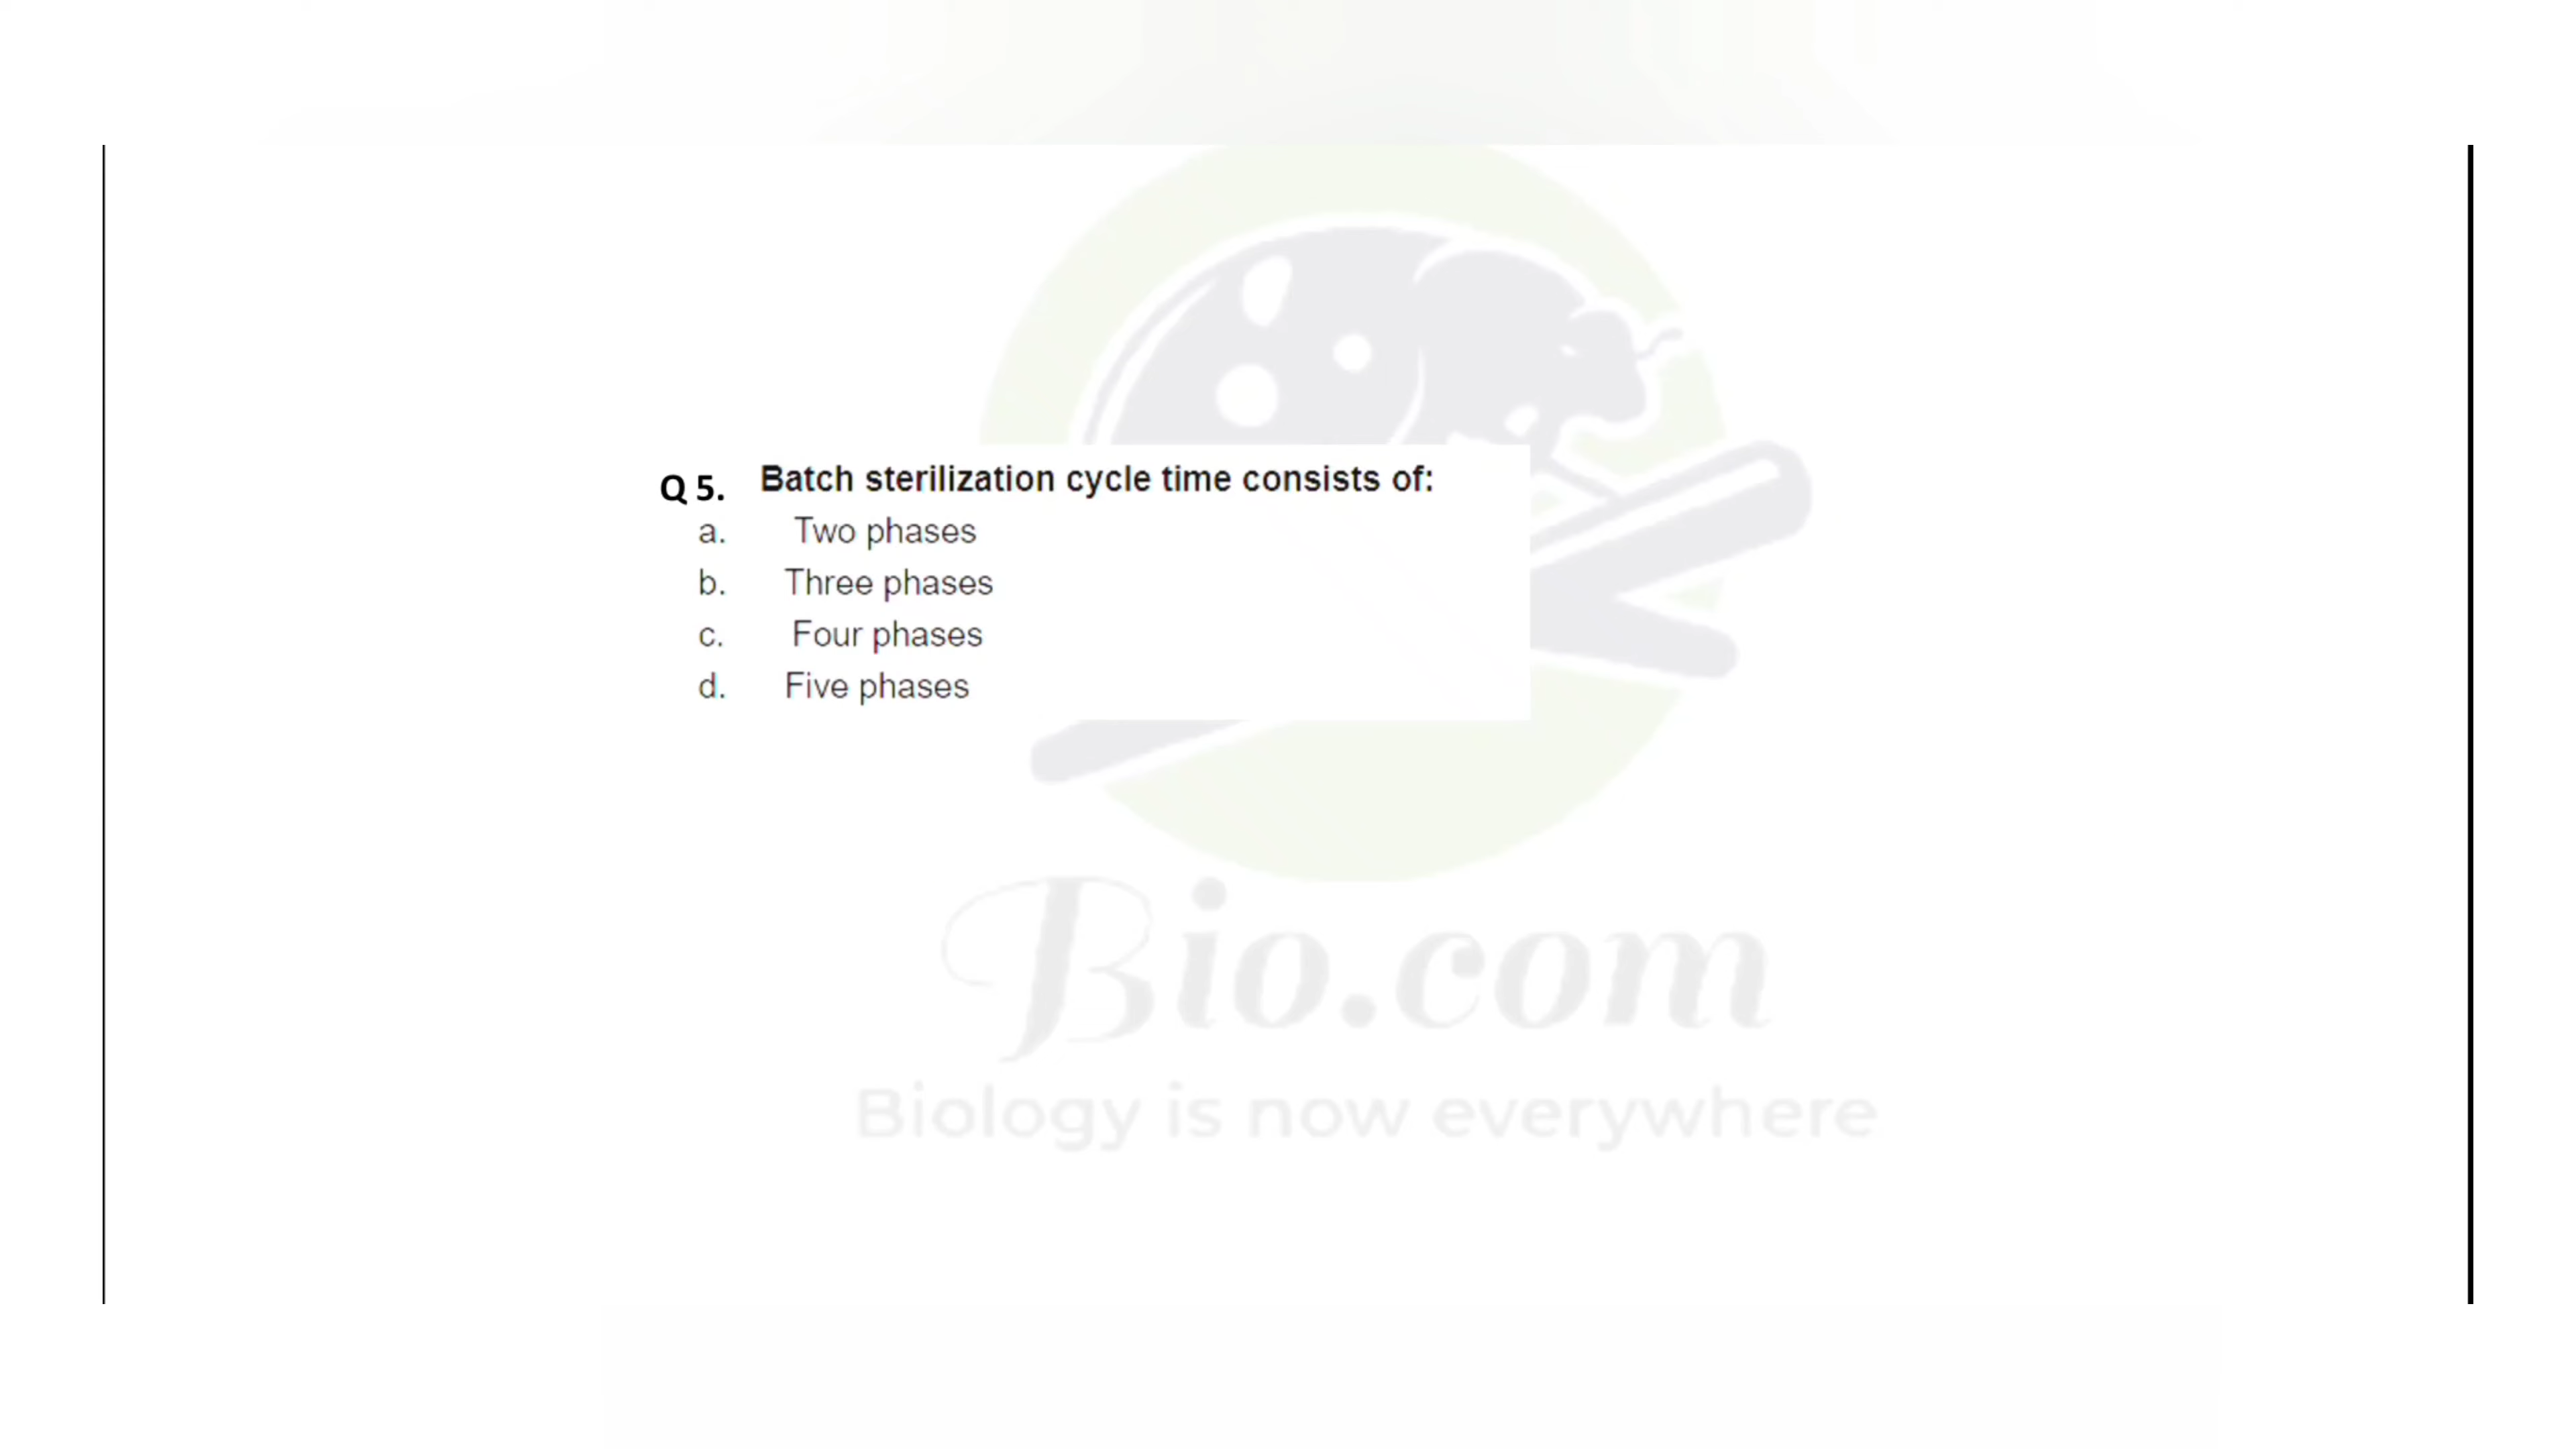 Q 5. Batch sterilization cycle time consists of:
a. Two phases
b. Three phases
c. Four phases
d. Five phases
Bio.com
Biology is now everywhere